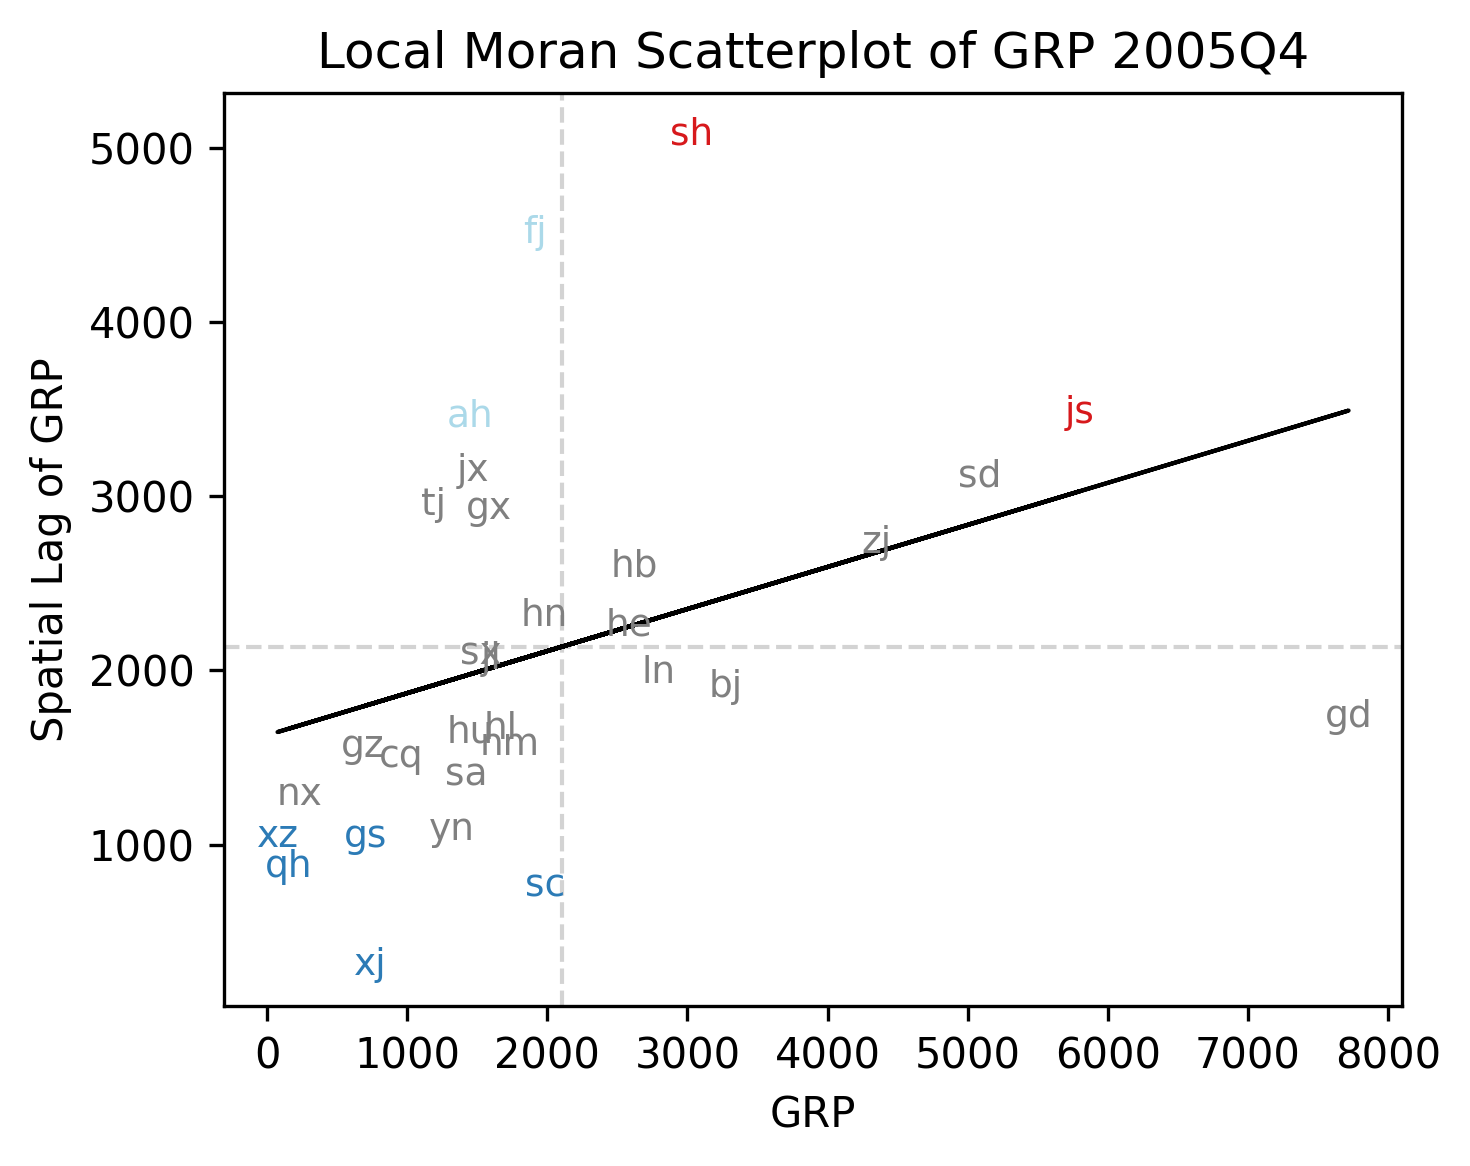 Local Moran Scatterplot of GRP 2005Q4
Spatial Lag of GRP
5000
4000
3000
2000
1000
sh
fj
ah
js
jx
sd
tj
gx
zj
hb
hn
he
sx
jl
ln
bj
gd
hu
hl
hm
gz
cq
sa
nx
yn
xz
gs
qh
sc
xj
0 1000 2000 3000 4000 5000 6000 7000 8000
GRP